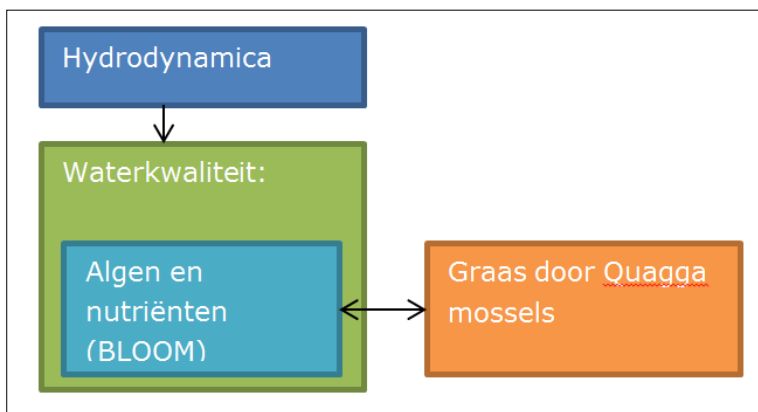 Hydrodynamica
Waterkwaliteit:
Algen en
nutriënten
(BLOOM)
Graas door Quagga
mossels